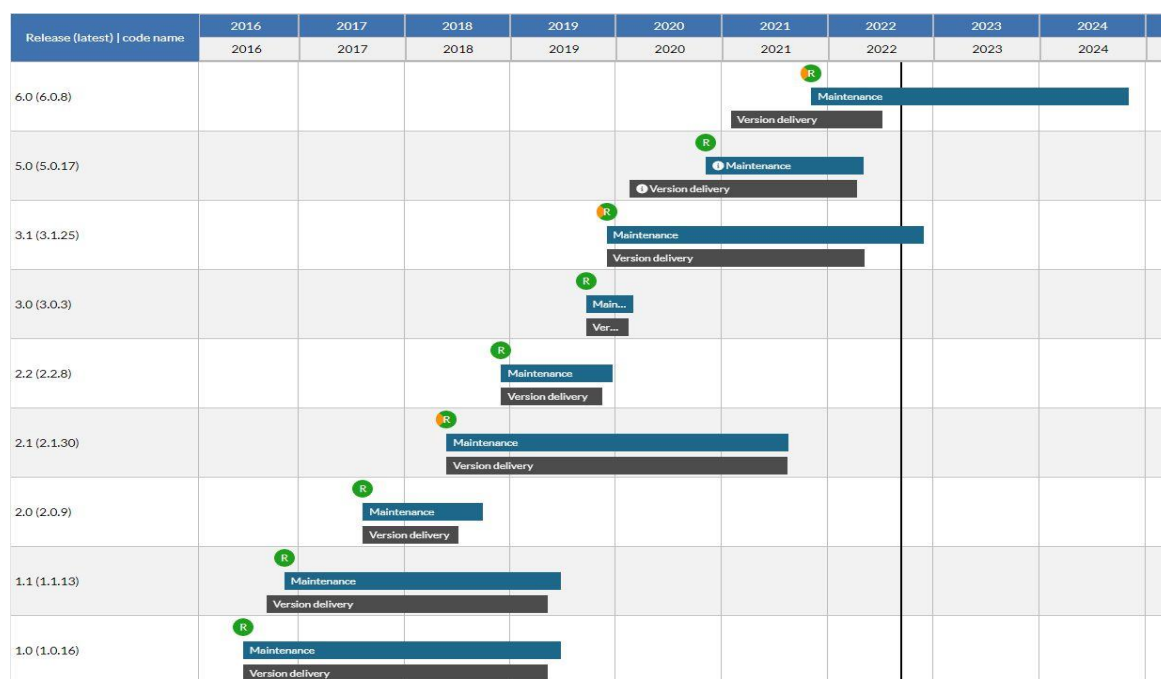 Release (latest) | code name
2016 2017 2018 2019 2020 2021 2022 2023 2024
2016 2017 2018 2019 2020 2021 2022 2023 2024
R
6.0 (6.0.8)
Maintenance
Version delivery
R
5.0 (5.0.17)
i Maintenance
i Version delivery
R
3.1 (3.1.25)
Maintenance
Version delivery
R
3.0 (3.0.3)
Main...
Ver...
R
2.2 (2.2.8)
Maintenance
Version delivery
R
2.1 (2.1.30)
Maintenance
Version delivery
R
2.0 (2.0.9)
Maintenance
Version delivery
R
1.1 (1.1.13)
Maintenance
Version delivery
R
1.0 (1.0.16)
Maintenance
Version delivery